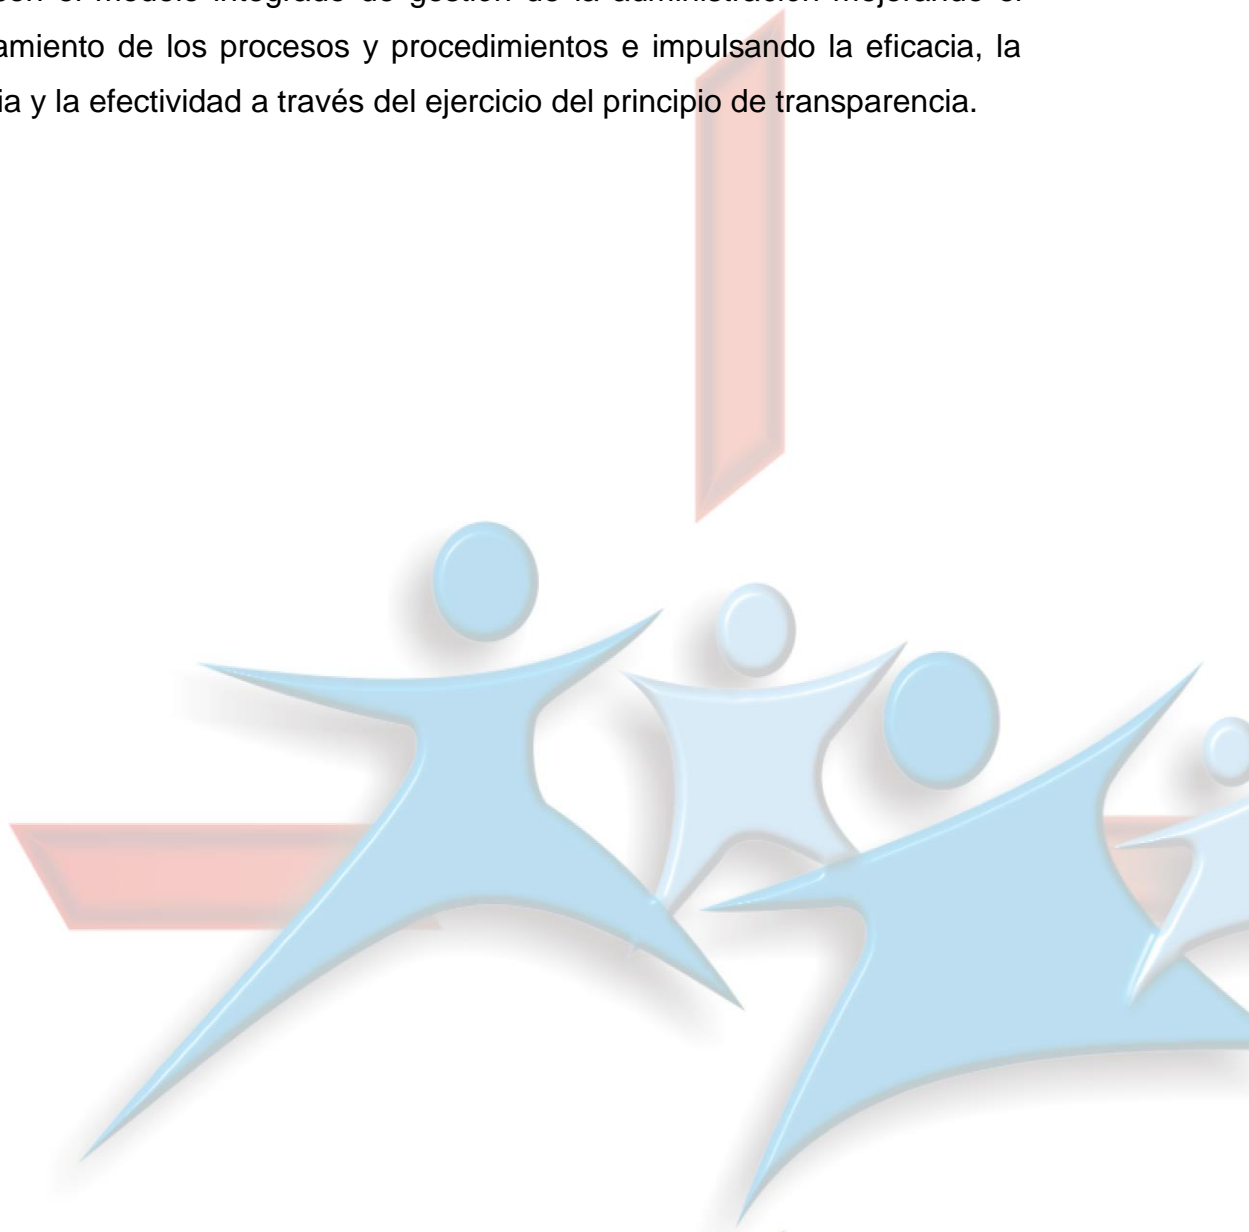 con el modelo integrado de gestión de la administración mejorando el
amiento de los procesos y procedimientos e impulsando la eficacia, la
ia y la efectividad a través del ejercicio del principio de transparencia.